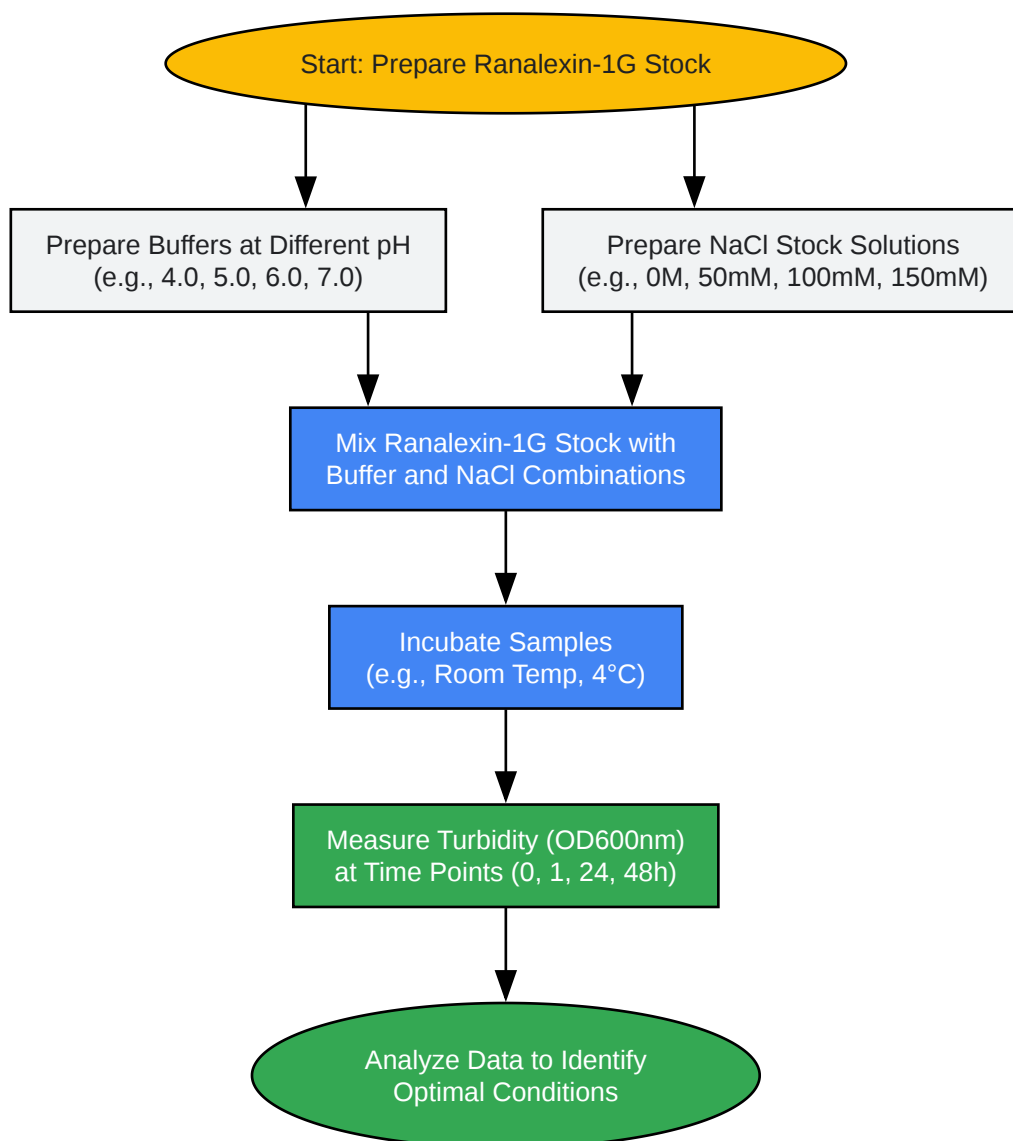 Start: Prepare Ranalexin-1G Stock
Prepare Buffers at Different pH
(e.g., 4.0, 5.0, 6.0, 7.0)
Prepare NaCl Stock Solutions
(e.g., 0M, 50mM, 100mM, 150mM)
Mix Ranalexin-1G Stock with
Buffer and NaCl Combinations
Incubate Samples
(e.g., Room Temp, 4°C)
Measure Turbidity (OD600nm)
at Time Points (0, 1, 24, 48h)
Analyze Data to Identify
Optimal Conditions